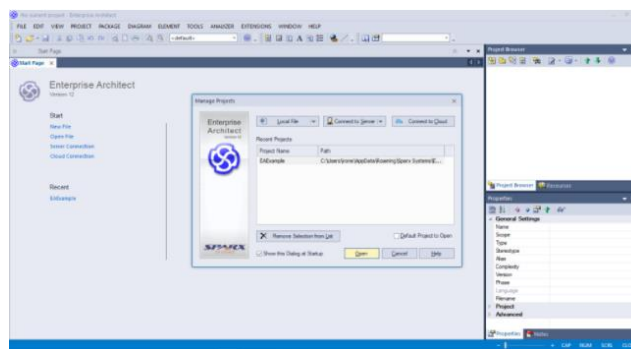 No current project - Enterprise Architect
FILE EDIT VIEW PROJECT PACKAGE DIAGRAM ELEMENT TOOLS ANALYZER EXTENSIONS WINDOW HELP
<default>
Start Page
Start Page
Enterprise Architect
Version 12
Start
New File
Open File
Server Connection
Cloud Connection
Recent
EAExample
Manage Projects
Enterprise
Architect
Local File
Connect to Server
Connect to Cloud
Recent Projects
Project Name Path
EAExample
Remove Selection from List
Default Project to Open
SPARX
Show this Dialog at Startup
Open Cancel Help
Project Browser
Project Browser Resources
Properties
General Settings
Name
Scope
Type
Stereotype
Alias
Complexity
Version
Phase
Language
Filename
Project
Advanced
Properties Notes
CAP NUM SCRL